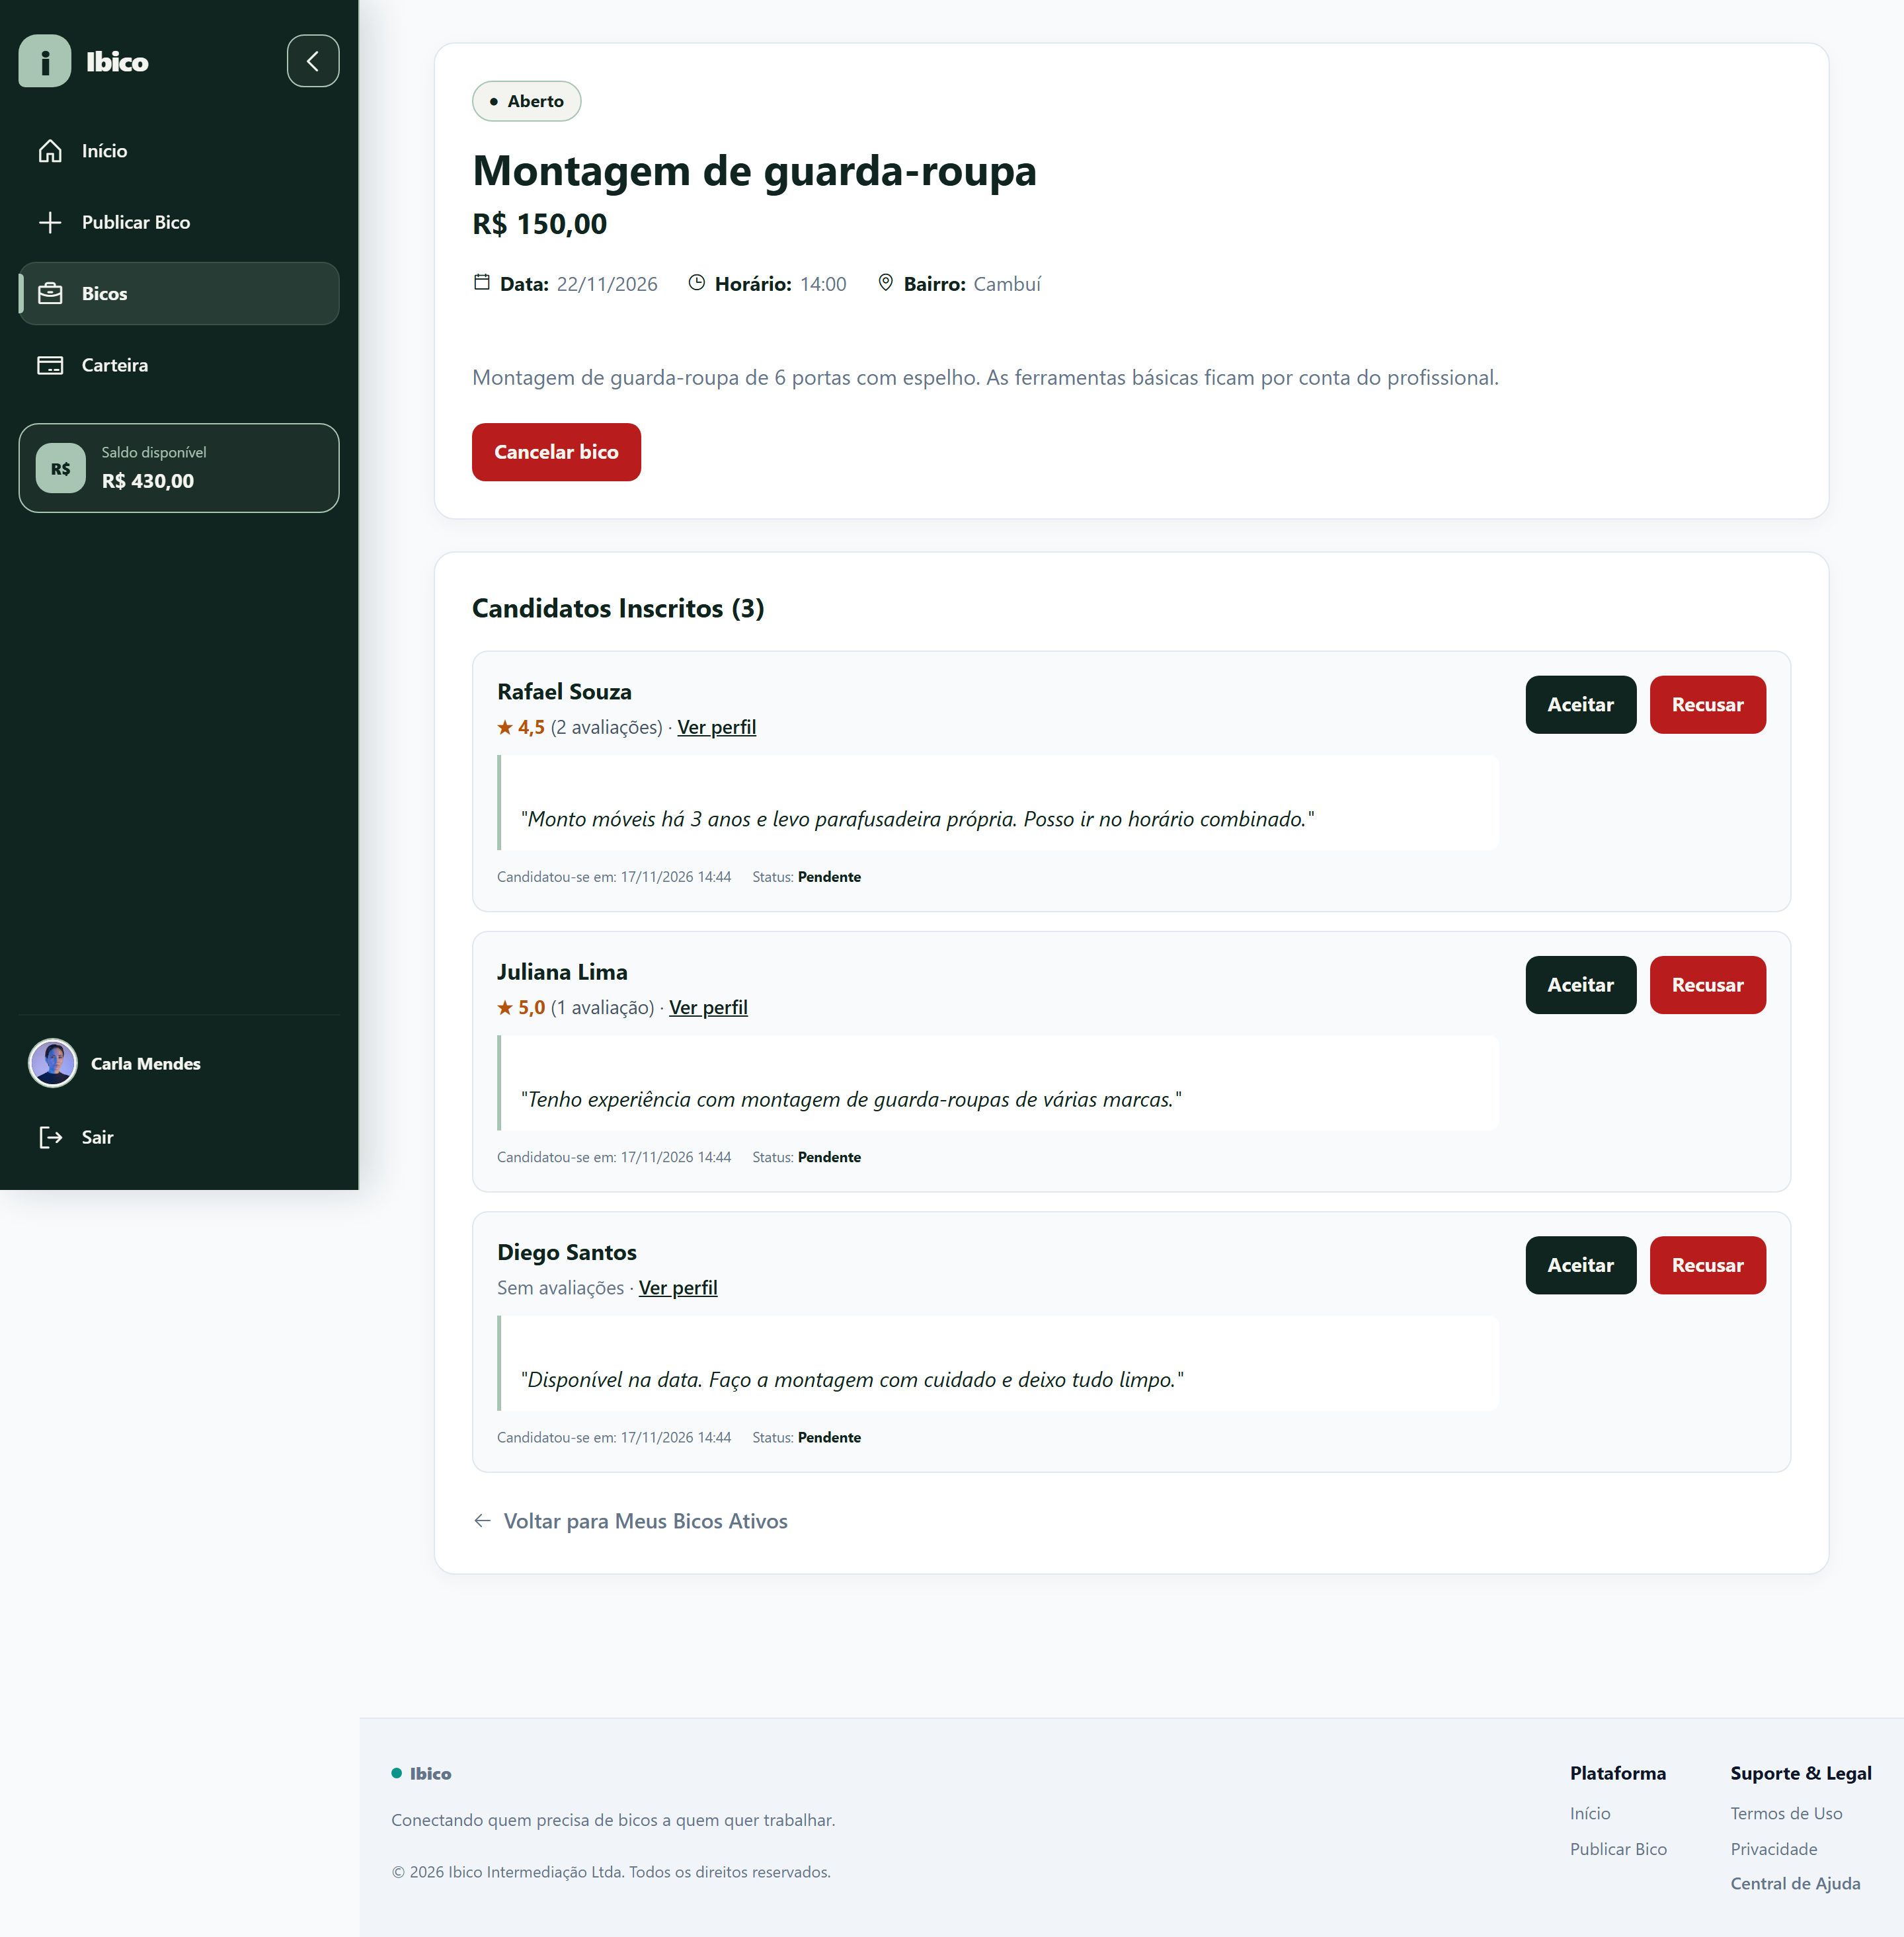 i Ibico
Início
Publicar Bico
Bicos
Carteira
R$
Saldo disponível
R$ 430,00
Carla Mendes
Sair
Aberto
Montagem de guarda-roupa
R$ 150,00
Data: 22/11/2026 Horário: 14:00 Bairro: Cambuí
Montagem de guarda-roupa de 6 portas com espelho. As ferramentas básicas ficam por conta do profissional.
Cancelar bico
Candidatos Inscritos (3)
Rafael Souza
★ 4,5 (2 avaliações) · Ver perfil
Aceitar Recusar
"Monto móveis há 3 anos e levo parafusadeira própria. Posso ir no horário combinado."
Candidatou-se em: 17/11/2026 14:44 Status: Pendente
Juliana Lima
★ 5,0 (1 avaliação) · Ver perfil
Aceitar Recusar
"Tenho experiência com montagem de guarda-roupas de várias marcas."
Candidatou-se em: 17/11/2026 14:44 Status: Pendente
Diego Santos
Sem avaliações · Ver perfil
Aceitar Recusar
"Disponível na data. Faço a montagem com cuidado e deixo tudo limpo."
Candidatou-se em: 17/11/2026 14:44 Status: Pendente
← Voltar para Meus Bicos Ativos
Ibico
Conectando quem precisa de bicos a quem quer trabalhar.
© 2026 Ibico Intermediação Ltda. Todos os direitos reservados.
Plataforma
Início
Publicar Bico
Suporte & Legal
Termos de Uso
Privacidade
Central de Ajuda